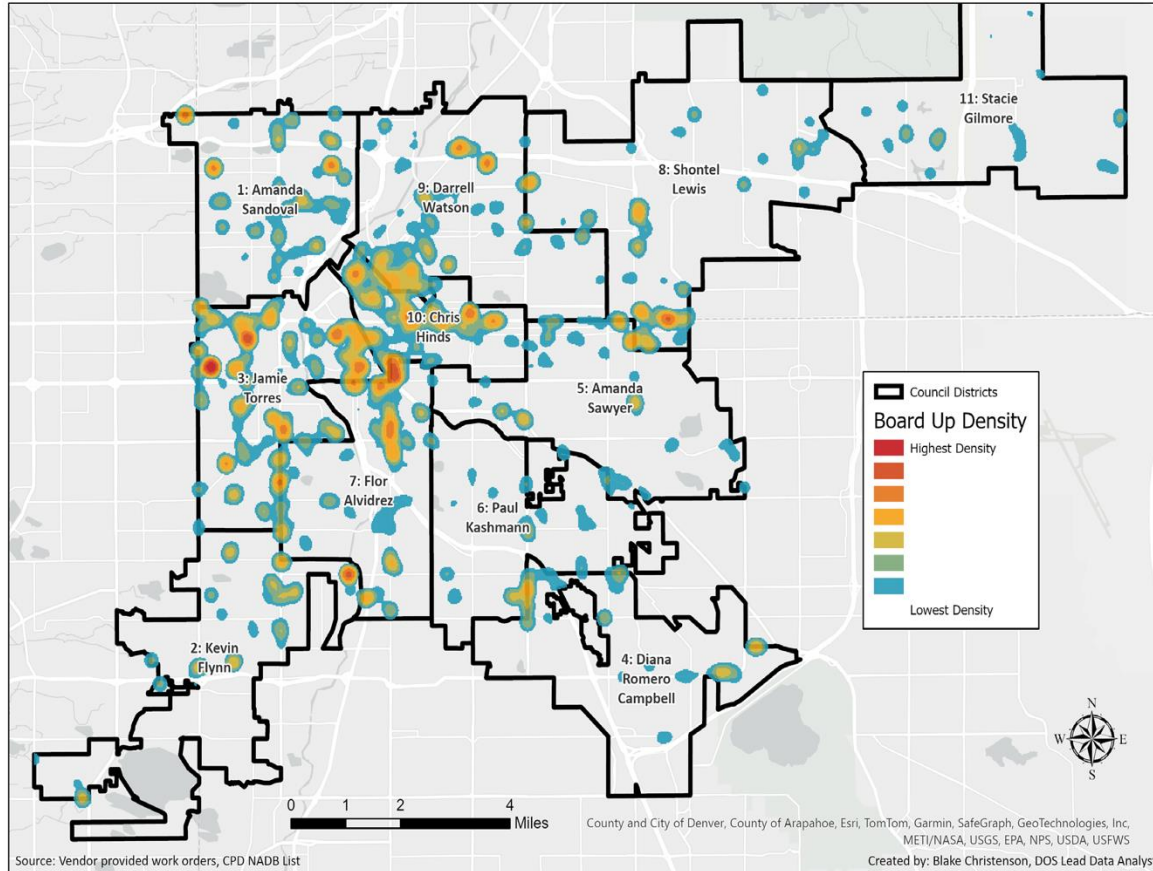 11: Stacie
Gilmore
8: Shontel
Lewis
9: Darrell
Watson
1: Amanda
Sandoval
10: Chris
Hinds
3: Jamie
Torres
5: Amanda
Sawyer
7: Flor
Alvidrez
6: Paul
Kashmann
2: Kevin
Flynn
4: Diana
Romero
Campbell
Council Districts
Board Up Density
Highest Density
Lowest Density
N
W E
S
0 1 2 4
Miles
County and City of Denver, County of Arapahoe, Esri, TomTom, Garmin, SafeGraph, GeoTechnologies, Inc,
METI/NASA, USGS, EPA, NPS, USDA, USFWS
Source: Vendor provided work orders, CPD NADB List
Created by: Blake Christenson, DOS Lead Data Analyst